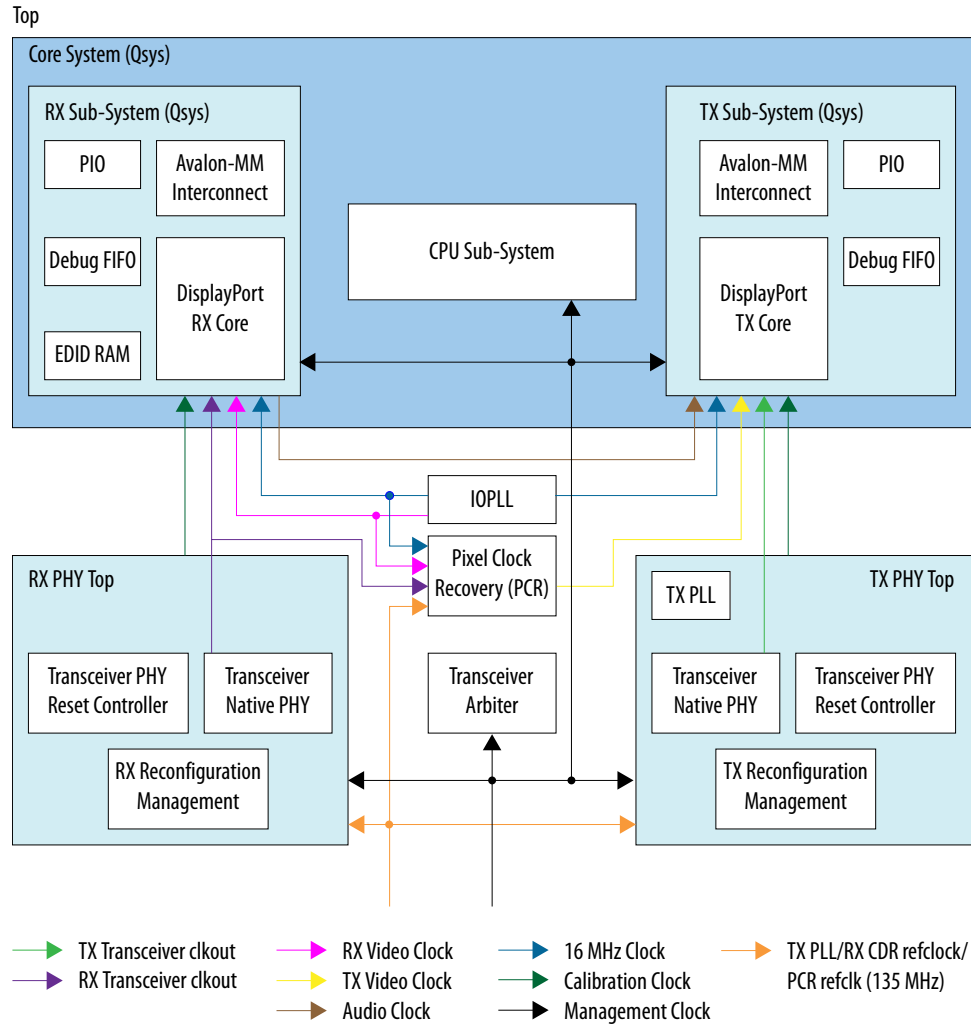 Top
Core System (Qsys)
RX Sub-System (Qsys)
PIO
Avalon-MM
Interconnect
Debug FIFO
DisplayPort
RX Core
EDID RAM
CPU Sub-System
TX Sub-System (Qsys)
Avalon-MM
Interconnect
PIO
DisplayPort
TX Core
Debug FIFO
IOPLL
Pixel Clock
Recovery (PCR)
RX PHY Top
Transceiver PHY
Reset Controller
Transceiver
Native PHY
RX Reconfiguration
Management
Transceiver
Arbiter
TX PHY Top
TX PLL
Transceiver
Native PHY
Transceiver PHY
Reset Controller
TX Reconfiguration
Management
TX Transceiver clkout
RX Transceiver clkout
RX Video Clock
TX Video Clock
Audio Clock
16 MHz Clock
Calibration Clock
Management Clock
TX PLL/RX CDR refclock/
PCR refclk (135 MHz)